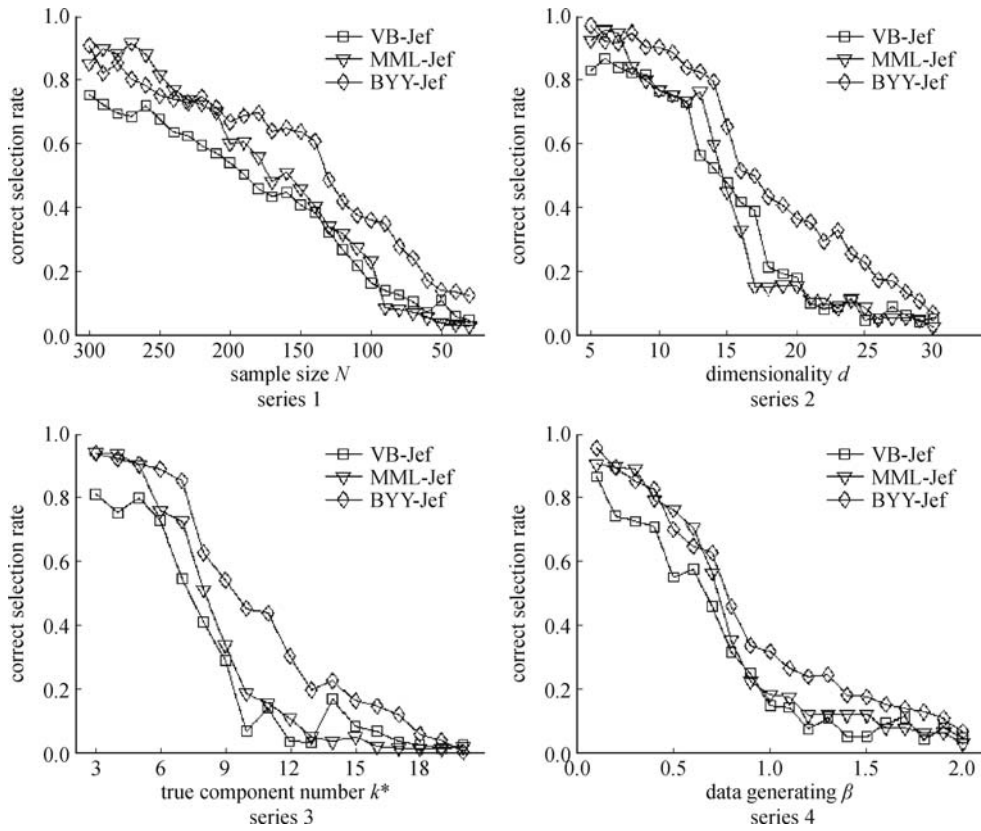 1.0
0.8
0.6
0.4
0.2
0.0
correct selection rate
VB-Jef
MML-Jef
BYY-Jef
300 250 200 150 100 50
sample size N
series 1
1.0
0.8
0.6
0.4
0.2
0.0
correct selection rate
VB-Jef
MML-Jef
BYY-Jef
5 10 15 20 25 30
dimensionality d
series 2
1.0
0.8
0.6
0.4
0.2
0.0
correct selection rate
VB-Jef
MML-Jef
BYY-Jef
3 6 9 12 15 18
true component number k*
series 3
1.0
0.8
0.6
0.4
0.2
0.0
correct selection rate
VB-Jef
MML-Jef
BYY-Jef
0.0 0.5 1.0 1.5 2.0
data generating β
series 4